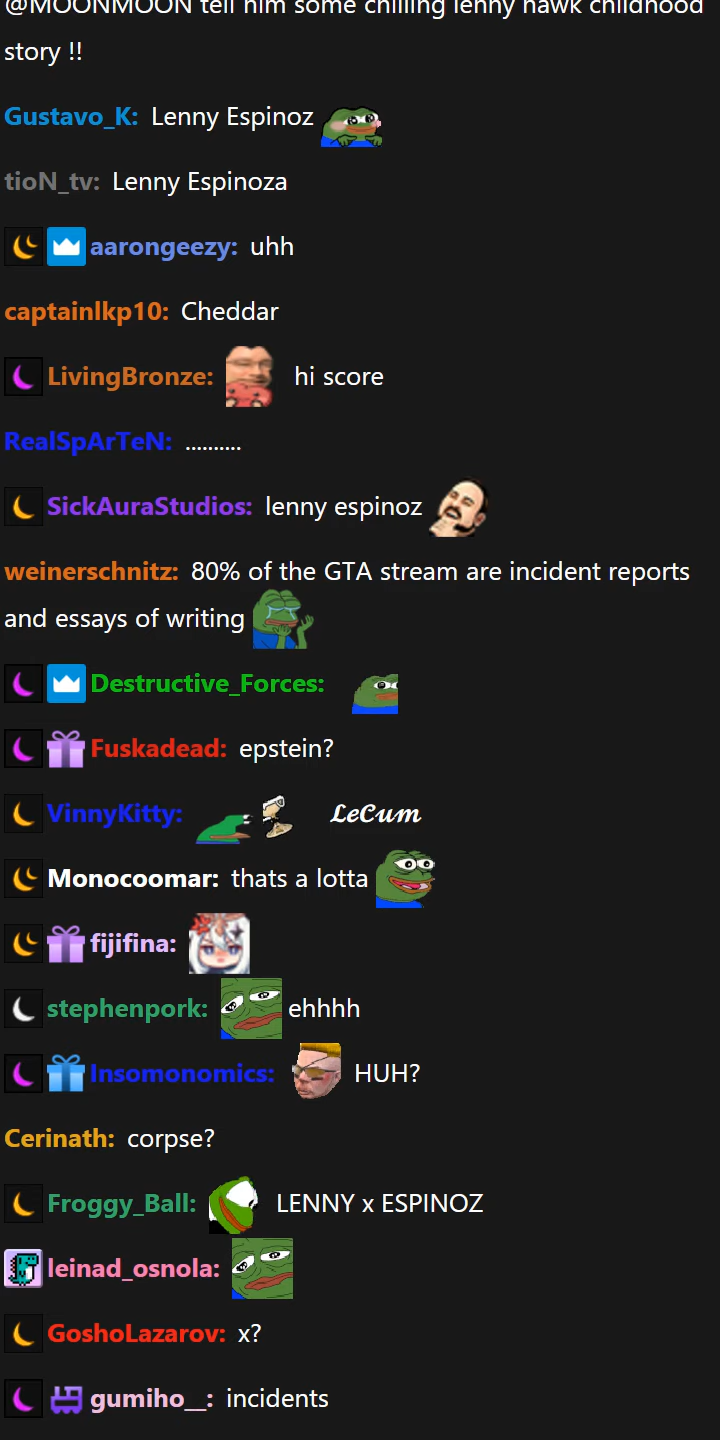 @MOONMOON tell him some chilling lenny hawk childhood
story !!
Gustavo_K: Lenny Espinoz
tioN_tv: Lenny Espinoza
aarongeezy: uhh
captainlkp10: Cheddar
LivingBronze: hi score
RealSpArTeN: ..........
SickAuraStudios: lenny espinoz
weinerschnitz: 80% of the GTA stream are incident reports
and essays of writing
Destructive_Forces:
Fuskadead: epstein?
VinnyKitty: 𝓛𝓮𝓒𝓾𝓶
Monocoomar: thats a lotta
fijifina:
stephenpork: ehhhh
Insomonomics: HUH?
Cerinath: corpse?
Froggy_Ball: LENNY x ESPINOZ
leinad_osnola:
GoshoLazarov: x?
gumiho__: incidents